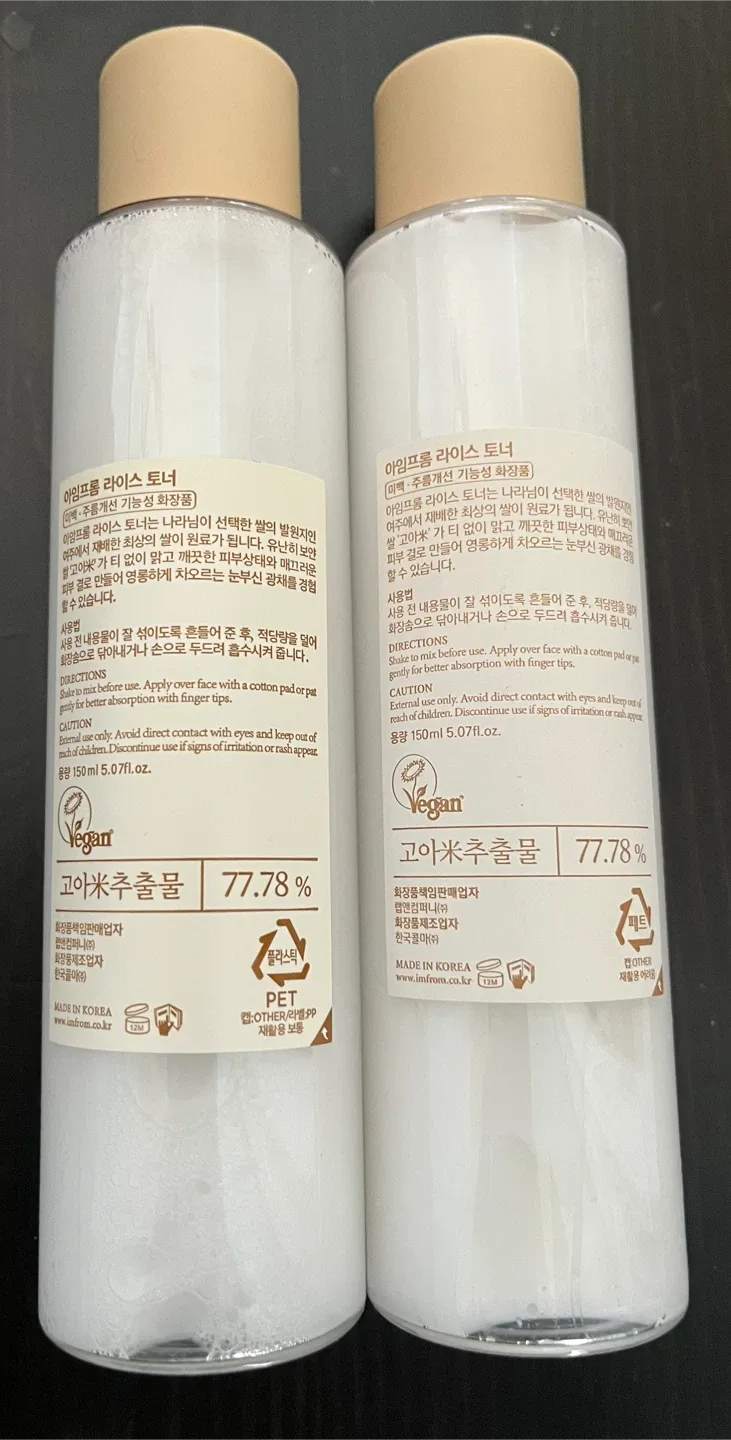 아임프롬 라이스 토너
미백·주름개선 기능성 화장품
아임프롬 라이스 토너는 나라님이 선택한 쌀의 발원지인
여주에서 재배한 최상의 쌀이 원료가 됩니다. 유난히 보얀
쌀 '고아米'가 티 없이 맑고 깨끗한 피부상태와 매끄러운
피부 결로 만들어 영롱하게 차오르는 눈부신 광채를 경험
할 수 있습니다.
사용법
사용 전 내용물이 잘 섞이도록 흔들어 준 후, 적당량을 덜어
화장솜으로 닦아내거나 손으로 두드려 흡수시켜 줍니다.
DIRECTIONS
Shake to mix before use. Apply over face with a cotton pad or pat
gently for better absorption with finger tips.
CAUTION
External use only. Avoid direct contact with eyes and keep out of
reach of children. Discontinue use if signs of irritation or rash appear.
용량 150ml 5.07fl.oz.
Vegan
고아米추출물 77.78 %
화장품책임판매업자
랩앤컴퍼니㈜
화장품제조업자
한국콜마㈜
플라스틱
PET
캡:OTHER/라벨:PP
재활용 보통
MADE IN KOREA
www.imfrom.co.kr
12M
아임프롬 라이스 토너
미백·주름개선 기능성 화장품
아임프롬 라이스 토너는 나라님이 선택한 쌀의 발원지인
여주에서 재배한 최상의 쌀이 원료가 됩니다. 유난히 보얀
쌀 '고아米'가 티 없이 맑고 깨끗한 피부상태와 매끄러운
피부 결로 만들어 영롱하게 차오르는 눈부신 광채를 경험
할 수 있습니다.
사용법
사용 전 내용물이 잘 섞이도록 흔들어 준 후, 적당량을 덜어
화장솜으로 닦아내거나 손으로 두드려 흡수시켜 줍니다.
DIRECTIONS
Shake to mix before use. Apply over face with a cotton pad or pat
gently for better absorption with finger tips.
CAUTION
External use only. Avoid direct contact with eyes and keep out of
reach of children. Discontinue use if signs of irritation or rash appear.
용량 150ml 5.07fl.oz.
Vegan
고아米추출물 77.78 %
화장품책임판매업자
랩앤컴퍼니㈜
화장품제조업자
한국콜마㈜
페트
캡:OTHER
재활용 어려움
MADE IN KOREA
www.imfrom.co.kr
12M